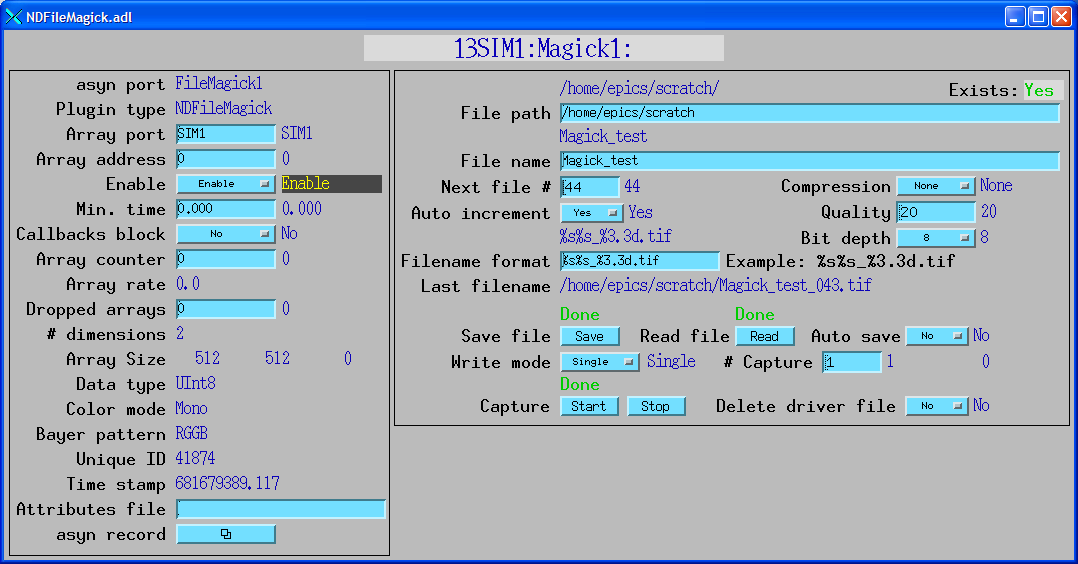 NDFileMagick.adl
13SIM1:Magick1:
asyn port FileMagick1
Plugin type NDFileMagick
Array port SIM1 SIM1
Array address 0 0
Enable Enable Enable
Min. time 0.000 0.000
Callbacks block No No
Array counter 0 0
Array rate 0.0
Dropped arrays 0 0
# dimensions 2
Array Size 512 512 0
Data type UInt8
Color mode Mono
Bayer pattern RGGB
Unique ID 41874
Time stamp 681679389.117
Attributes file
asyn record
/home/epics/scratch/ Exists: Yes
File path /home/epics/scratch
Magick_test
File name Magick_test
Next file # 44 44 Compression None None
Auto increment Yes Yes Quality 20 20
%s%s_%3.3d.tif Bit depth 8 8
Filename format %s%s_%3.3d.tif Example: %s%s_%3.3d.tif
Last filename /home/epics/scratch/Magick_test_043.tif
Done Done
Save file Save Read file Read Auto save No No
Write mode Single Single # Capture 1 1 0
Done
Capture Start Stop Delete driver file No No